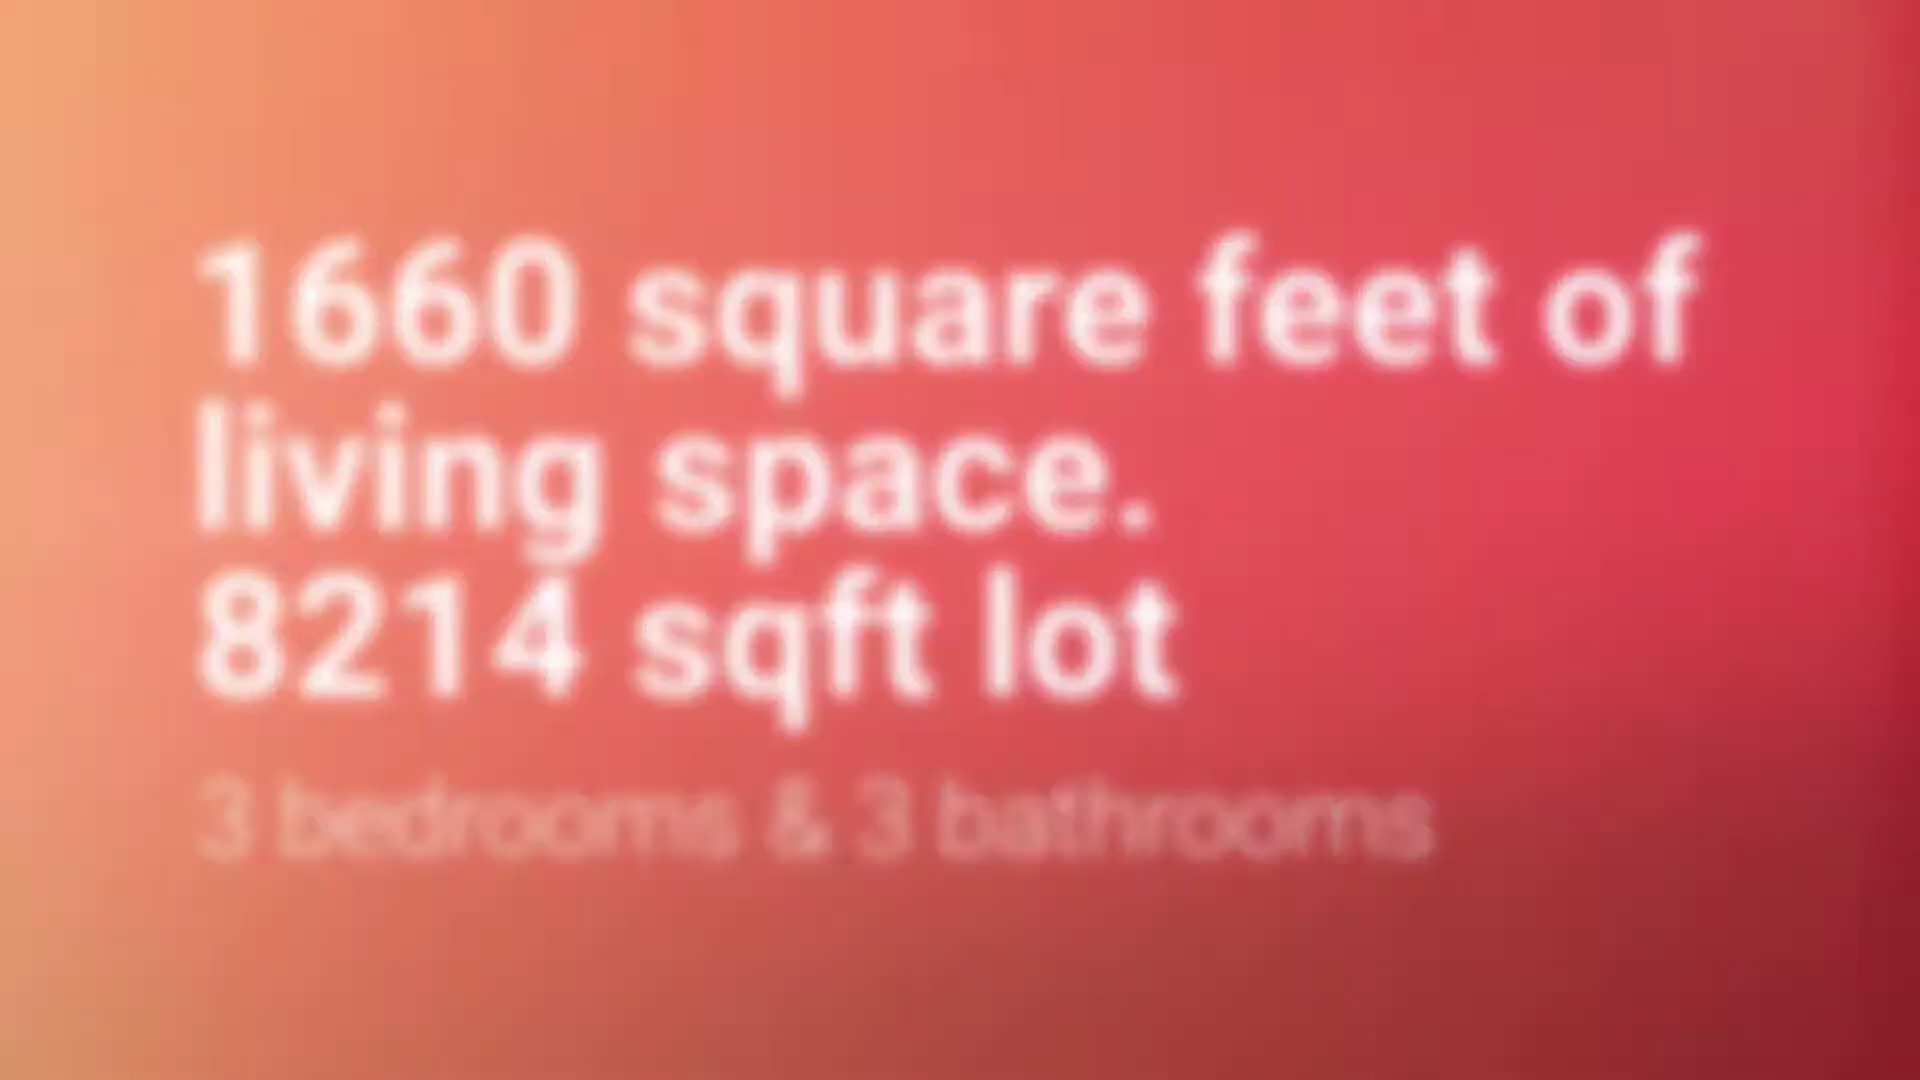 1660 square feet of
living space.
8214 sqft lot
3 bedrooms & 3 bathrooms